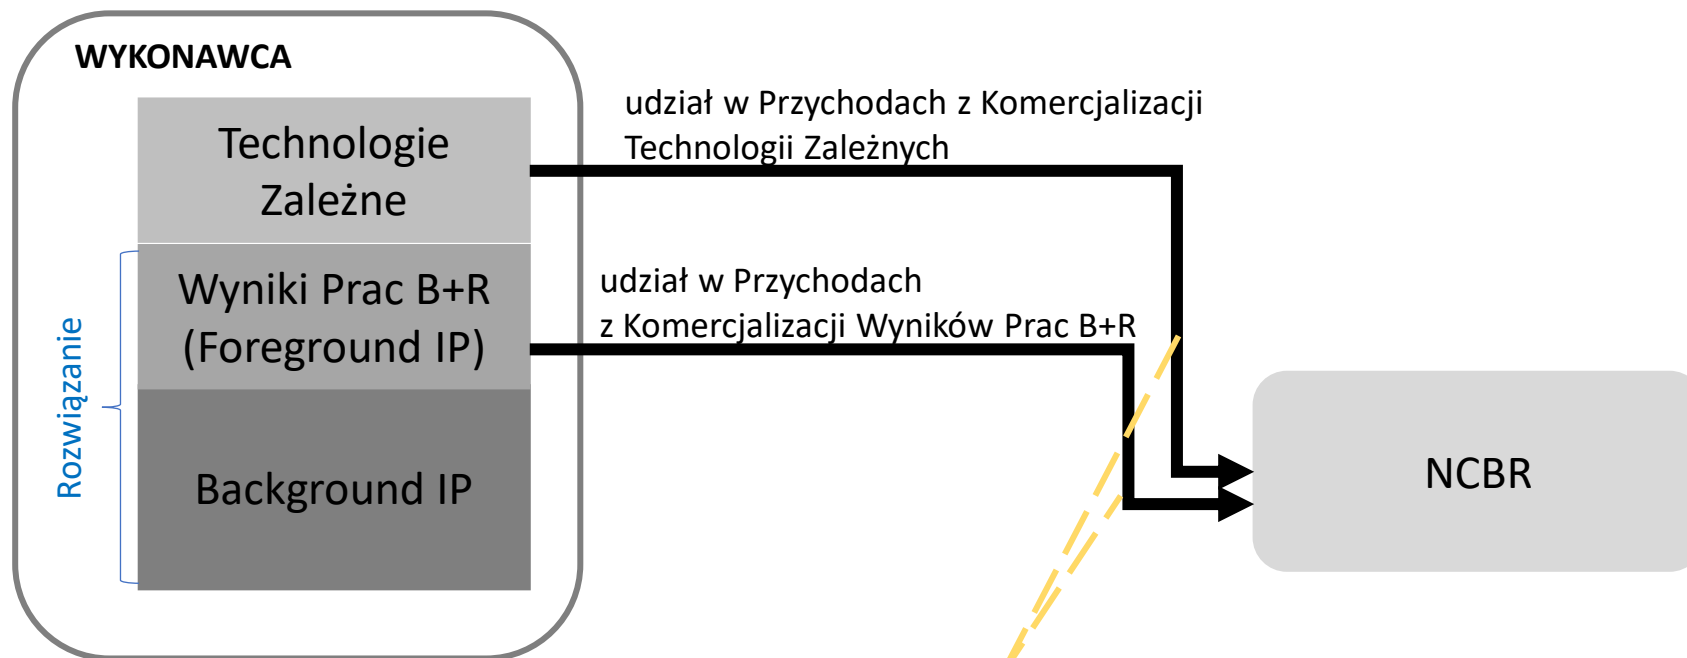 WYKONAWCA
Technologie
Zależne
Wyniki Prac B+R
(Foreground IP)
Background IP
Rozwiązanie
udział w Przychodach z Komercjalizacji
Technologii Zależnych
udział w Przychodach
z Komercjalizacji Wyników Prac B+R
NCBR